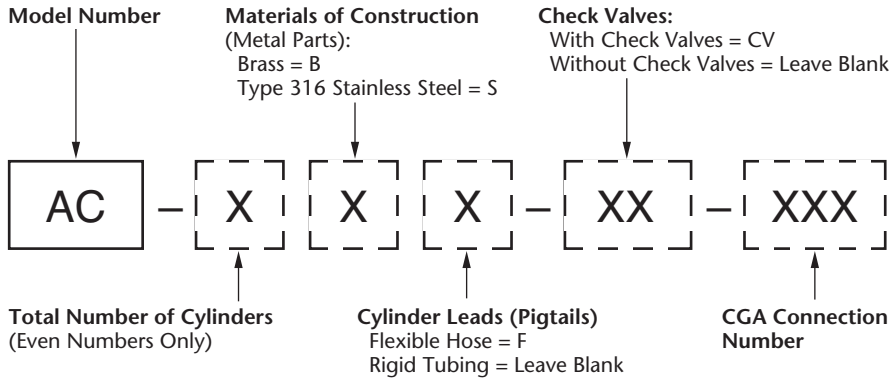 Model Number
Materials of Construction
(Metal Parts):
Brass = B
Type 316 Stainless Steel = S
Check Valves:
With Check Valves = CV
Without Check Valves = Leave Blank
AC – X X X – XX – XXX
Total Number of Cylinders
(Even Numbers Only)
Cylinder Leads (Pigtails)
Flexible Hose = F
Rigid Tubing = Leave Blank
CGA Connection
Number